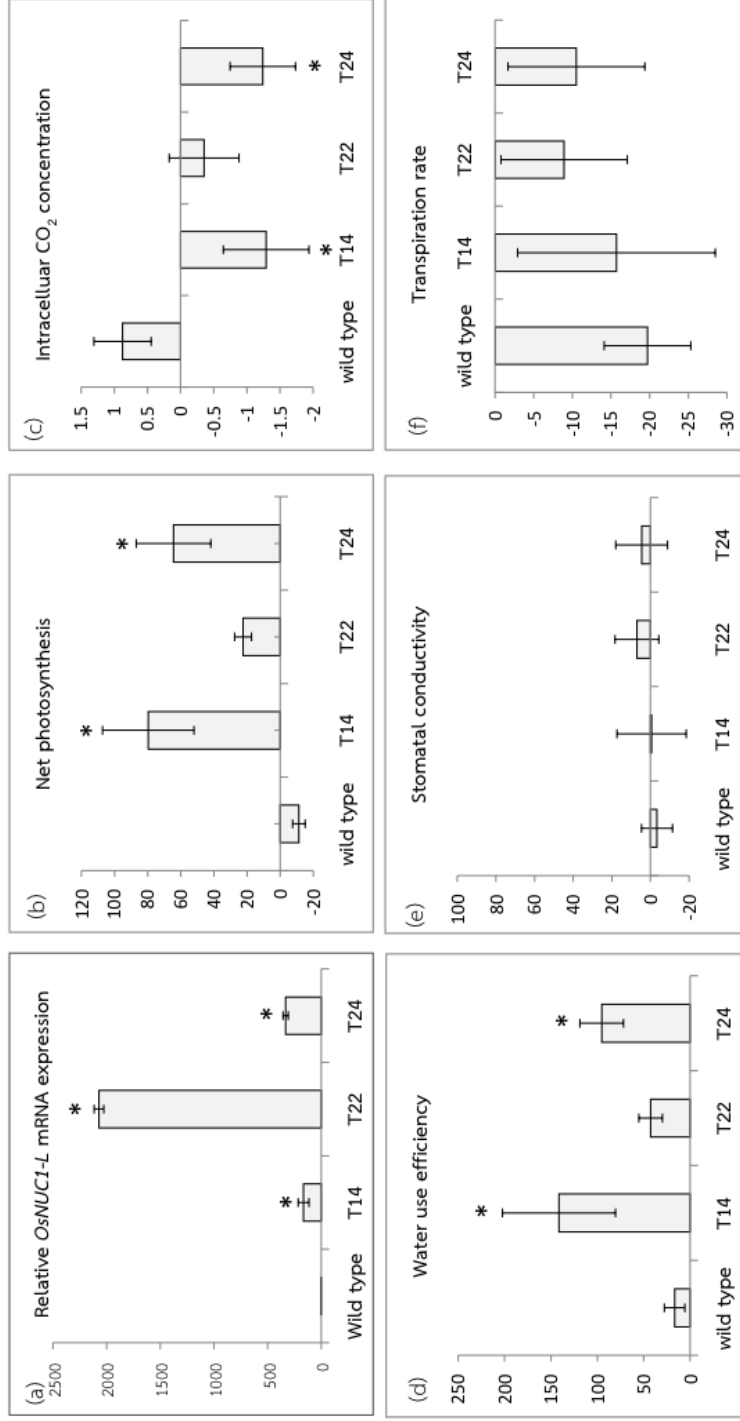 (a)
Relative OsNUC1-L mRNA expression
2500
2000
1500
1000
500
0
*
*
*
Wild type T14 T22 T24
(b)
Net photosynthesis
120
100
80
60
40
20
0
-20
*
*
wild type T14 T22 T24
(c)
Intracelluar CO2 concentration
1.5
1
0.5
0
-0.5
-1
-1.5
-2
*
*
wild type T14 T22 T24
(d)
Water use efficiency
250
200
150
100
50
0
*
*
wild type T14 T22 T24
(e)
Stomatal conductivity
100
80
60
40
20
0
-20
wild type T14 T22 T24
(f)
Transpiration rate
wild type T14 T22 T24
0
-5
-10
-15
-20
-25
-30